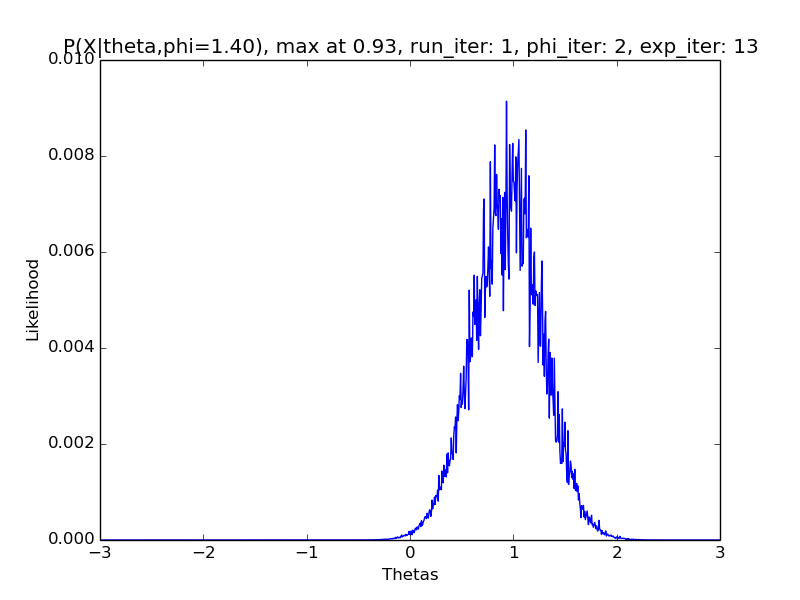 P(X|theta,phi=1.40), max at 0.93, run_iter: 1, phi_iter: 2, exp_iter: 13
0.010
0.008
0.006
0.004
0.002
0.000
Likelihood
−3 −2 −1 0 1 2 3
Thetas